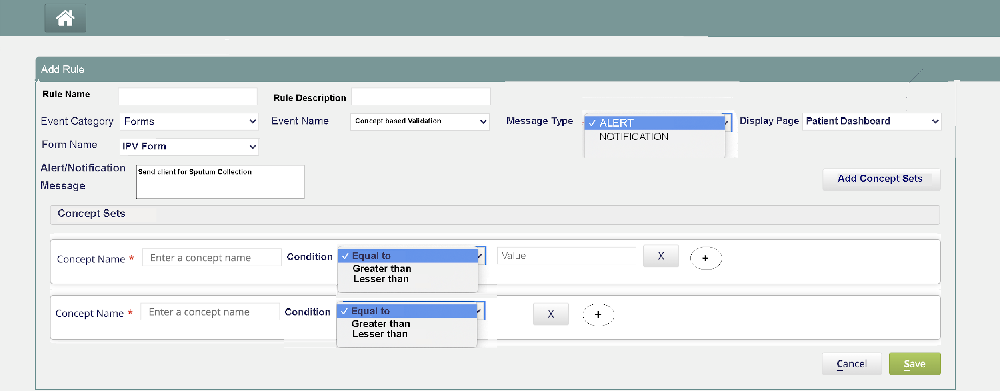 Add Rule
Rule Name
Rule Description
Event Category Forms Event Name Concept based Validation Message Type ✓ ALERT Display Page Patient Dashboard
NOTIFICATION
Form Name IPV Form
Alert/Notification
Message
Send client for Sputum Collection
Add Concept Sets
Concept Sets
Concept Name * Enter a concept name Condition ✓ Equal to Value X +
Greater than
Lesser than
Concept Name * Enter a concept name Condition ✓ Equal to X +
Greater than
Lesser than
Cancel Save